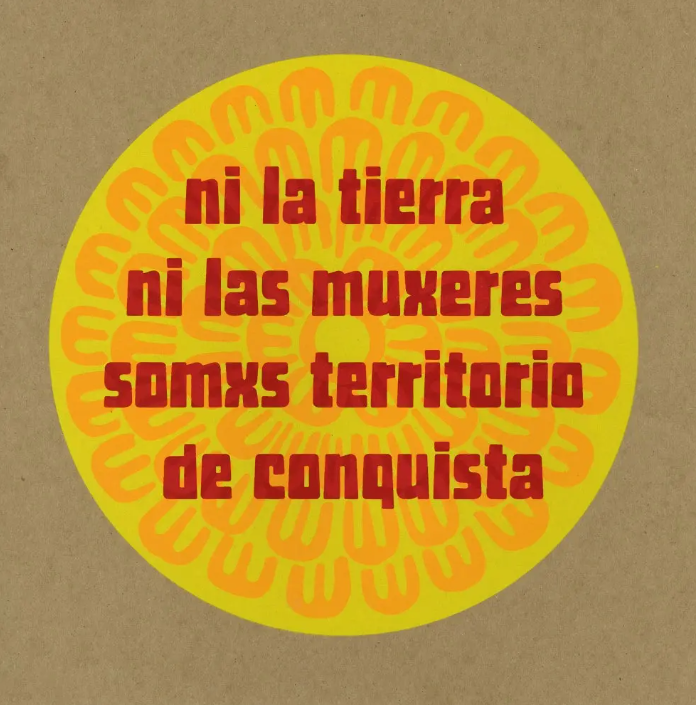 ni la tierra
ni las muxeres
somxs territorio
de conquista